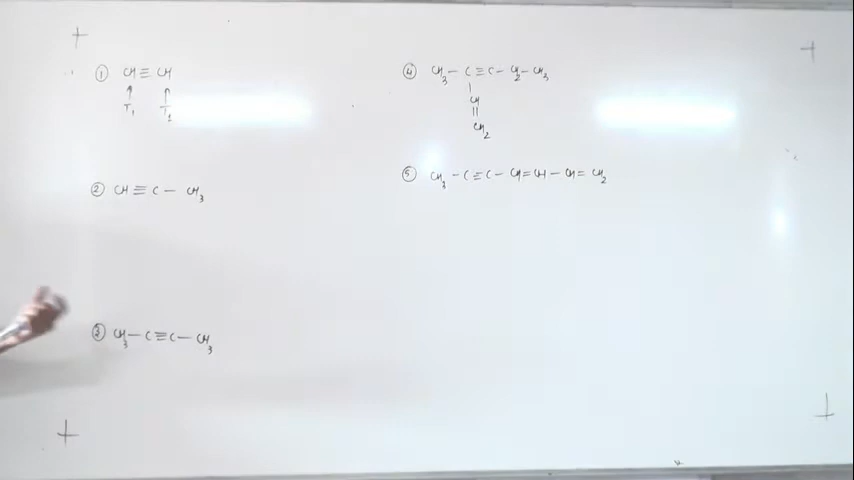 ① CH ≡ CH
↑ ↑
T₁ T₂
② CH ≡ C — CH₃
③ CH₃ — C ≡ C — CH₃
④ CH₃ — C ≡ C — CH₂ — CH₃
|
CH
||
CH₂
⑤ CH₃ — C ≡ C — CH = CH — CH = CH₂